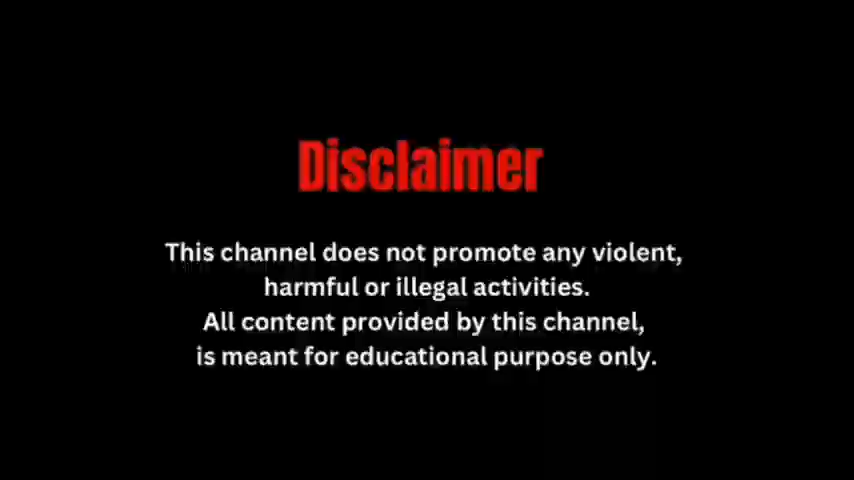 Disclaimer
This channel does not promote any violent,
harmful or illegal activities.
All content provided by this channel,
is meant for educational purpose only.